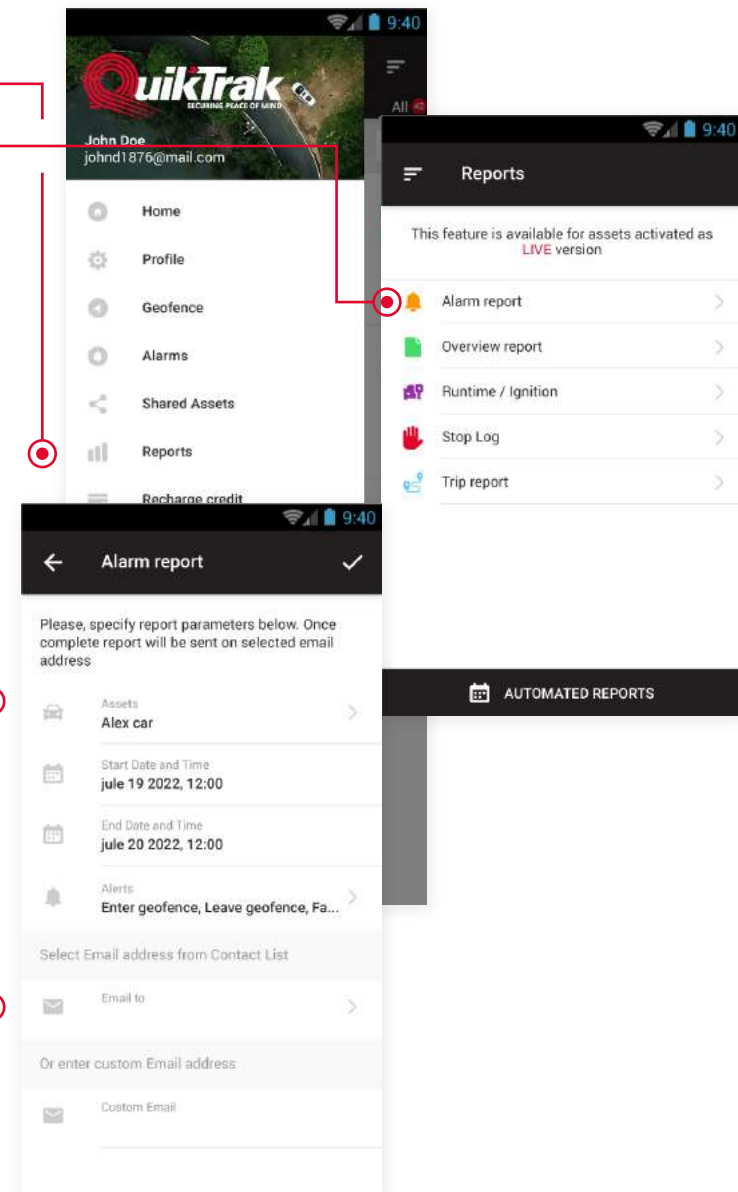 9:40
QuikTrak
SECURING PEACE OF MIND
All
John Doe
johnd1876@mail.com
Home
Profile
Geofence
Alarms
Shared Assets
Reports
Recharge credit
9:40
Reports
This feature is available for assets activated as
LIVE version
Alarm report
Overview report
Runtime / Ignition
Stop Log
Trip report
AUTOMATED REPORTS
9:40
Alarm report
Please, specify report parameters below. Once
complete report will be sent on selected email
address
Assets
Alex car
Start Date and Time
jule 19 2022, 12:00
End Date and Time
jule 20 2022, 12:00
Alerts
Enter geofence, Leave geofence, Fa...
Select Email address from Contact List
Email to
Or enter custom Email address
Custom Email